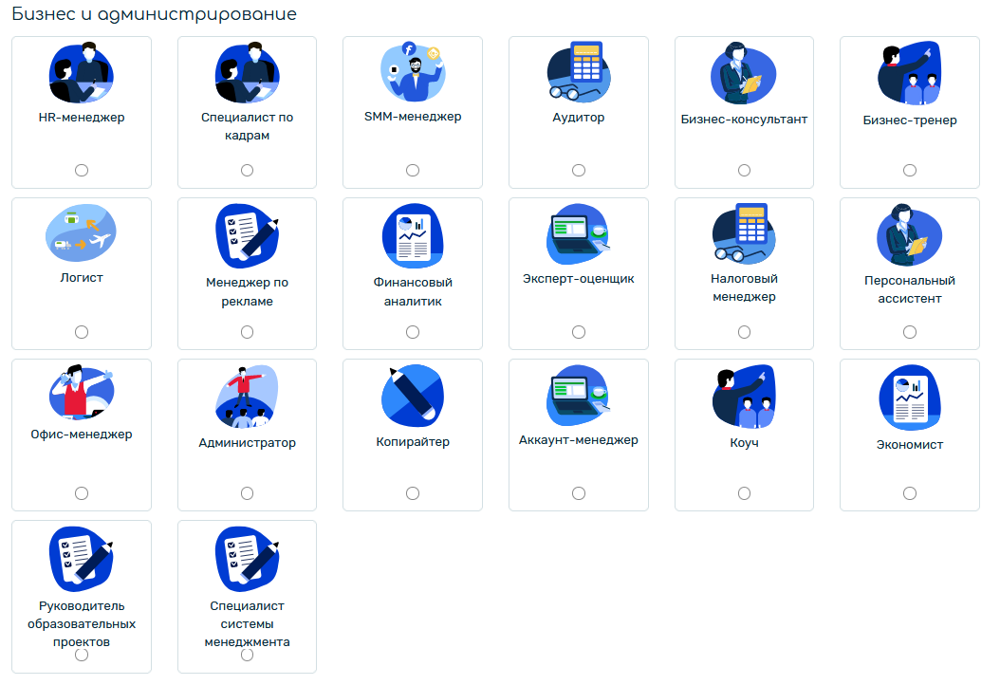 Бизнес и администрирование
HR-менеджер
Специалист по
кадрам
SMM-менеджер
Аудитор
Бизнес-консультант
Бизнес-тренер
Логист
Менеджер по
рекламе
Финансовый
аналитик
Эксперт-оценщик
Налоговый
менеджер
Персональный
ассистент
Офис-менеджер
Администратор
Копирайтер
Аккаунт-менеджер
Коуч
Экономист
Руководитель
образовательных
проектов
Специалист
системы
менеджмента